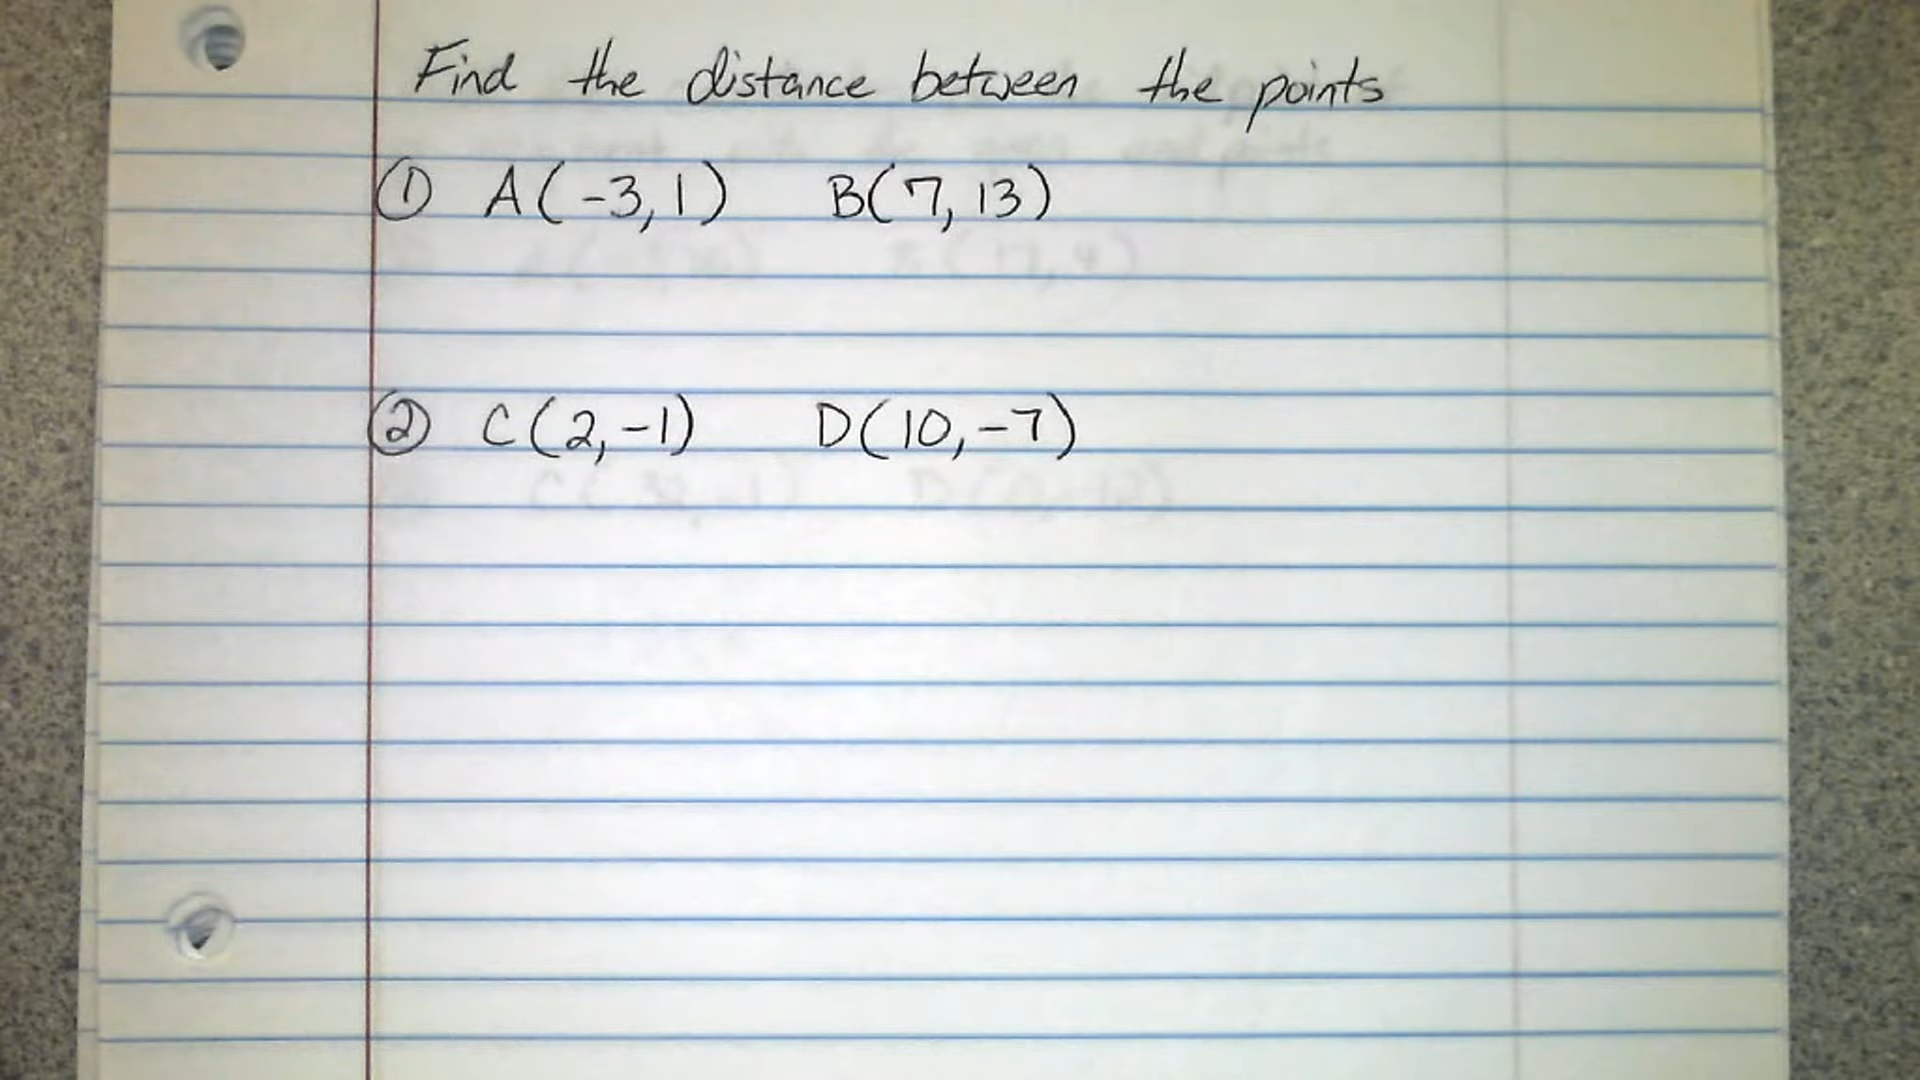 Find the distance between the points
① A(-3,1) B(7,13)
② C(2,-1) D(10,-7)